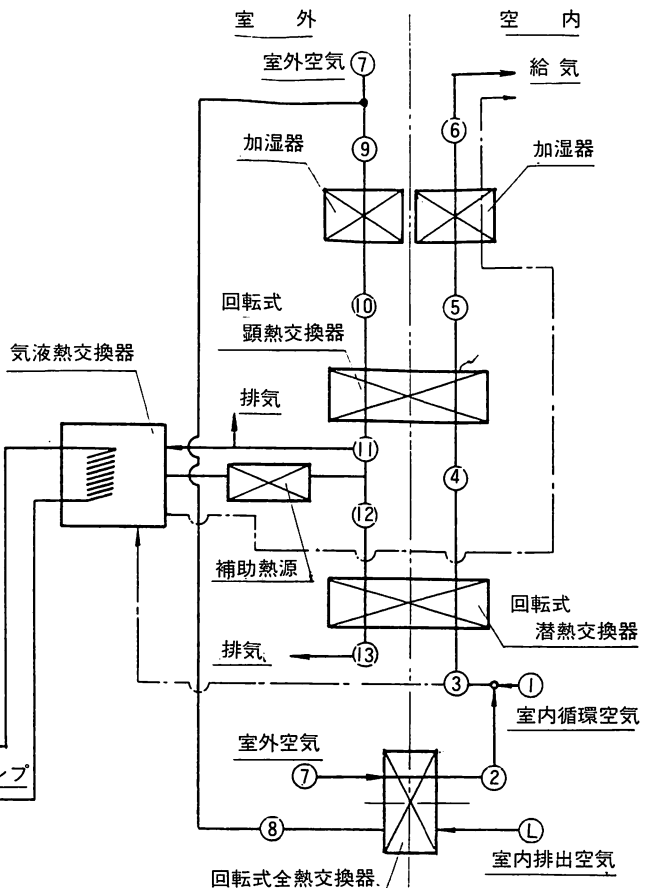 室 外
空 内
室外空気
⑦
給 気
⑥
⑨
加湿器
加湿器
回転式
顕熱交換器
⑩
⑤
気液熱交換器
排気
⑪
④
⑫
補助熱源
回転式
潜熱交換器
排気
⑬
③
①
室内循環空気
室外空気
⑦
②
ンプ
⑧
Ⓛ
室内排出空気
回転式全熱交換器